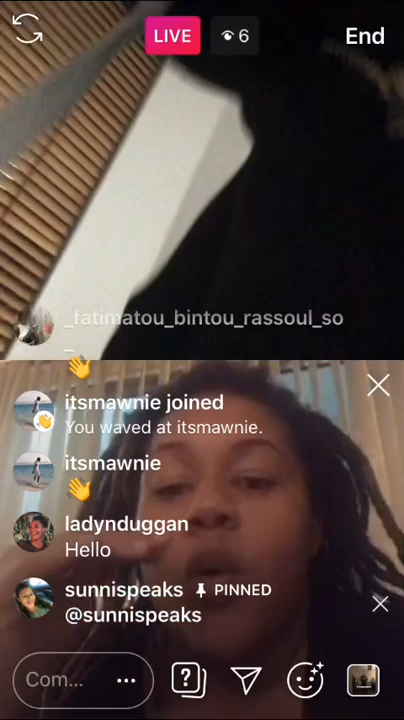 LIVE
6
End
_fatimatou_bintou_rassoul_so
_
itsmawnie joined
You waved at itsmawnie.
itsmawnie
ladynduggan
Hello
sunnispeaks PINNED
@sunnispeaks
Com...